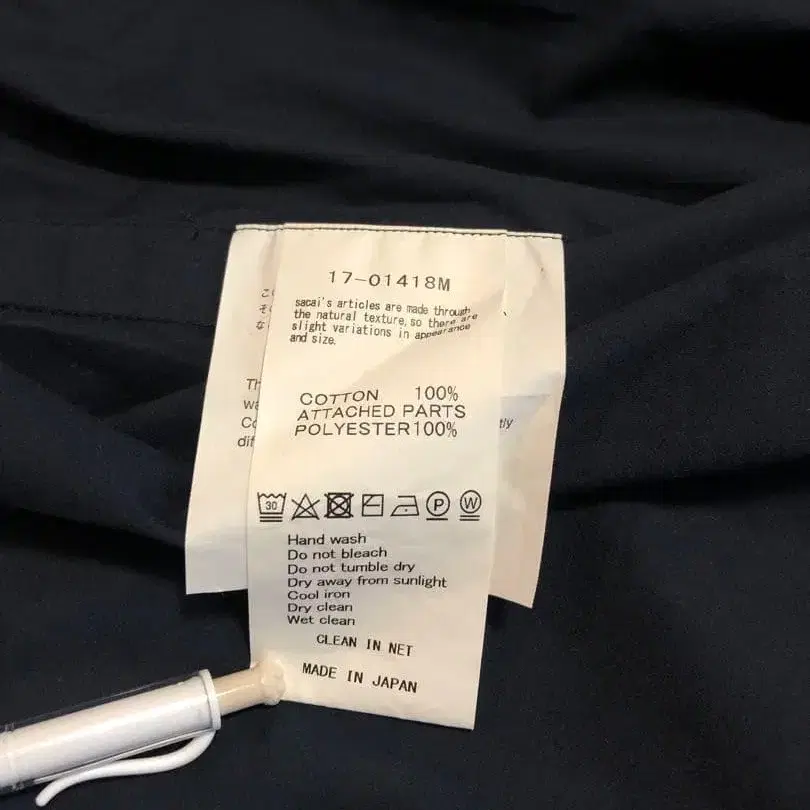 17-01418M
sacai's articles are made through
the natural texture, so there are
slight variations in appearance
and size.
COTTON 100%
ATTACHED PARTS
POLYESTER100%
30
P
W
Hand wash
Do not bleach
Do not tumble dry
Dry away from sunlight
Cool iron
Dry clean
Wet clean
CLEAN IN NET
MADE IN JAPAN